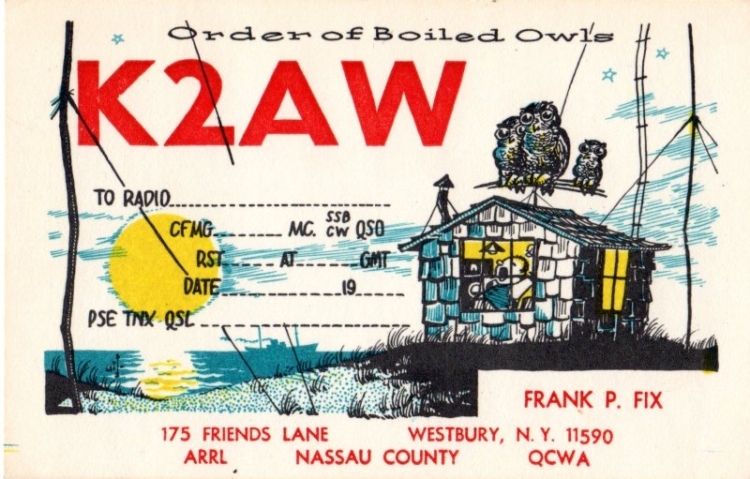 Order of Boiled Owls
K2AW
TO RADIO
CFMG MC. SSB CW QSO
RST AT GMT
DATE 19
PSE TNX QSL
FRANK P. FIX
175 FRIENDS LANE WESTBURY, N. Y. 11590
ARRL NASSAU COUNTY QCWA